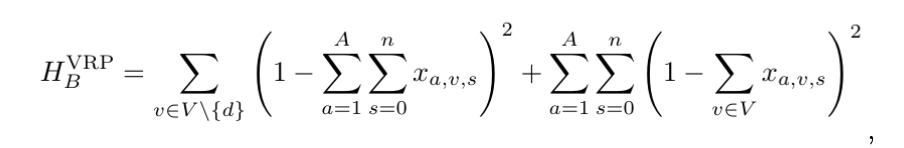 $H_B^{\mathrm{VRP}} = \sum_{v \in V \setminus \{d\}} \left( 1 - \sum_{a=1}^{A} \sum_{s=0}^{n} x_{a,v,s} \right)^2 + \sum_{a=1}^{A} \sum_{s=0}^{n} \left( 1 - \sum_{v \in V} x_{a,v,s} \right)^2,$